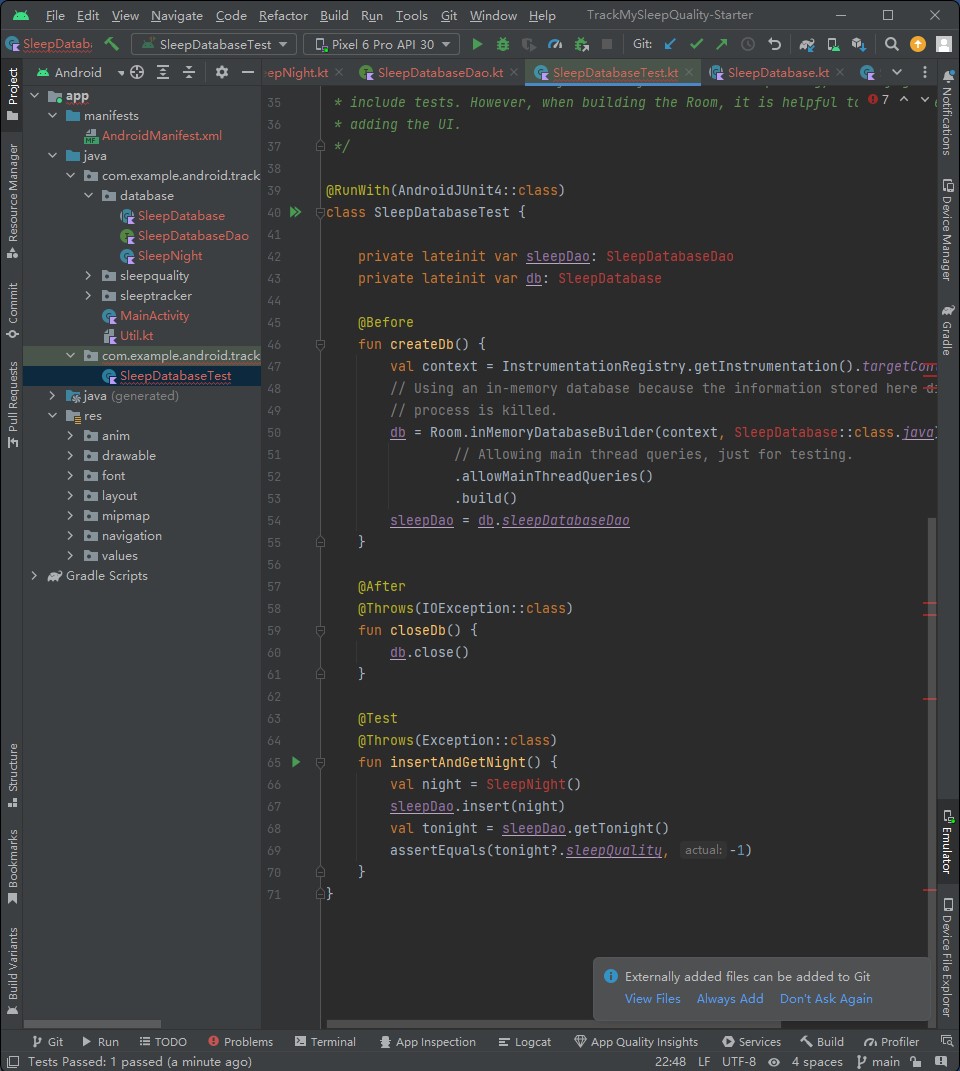 File Edit View Navigate Code Refactor Build Run Tools Git Window Help TrackMySleepQuality-Starter
SleepDatab SleepDatabaseTest Pixel 6 Pro API 30 Git:
Android
epNight.kt SleepDatabaseDao.kt SleepDatabaseTest.kt SleepDatabase.kt
Project
Resource Manager
Commit
Pull Requests
Structure
Bookmarks
Build Variants
app
manifests
AndroidManifest.xml
java
com.example.android.track
database
SleepDatabase
SleepDatabaseDao
SleepNight
sleepquality
sleeptracker
MainActivity
Util.kt
com.example.android.track
SleepDatabaseTest
java (generated)
res
anim
drawable
font
layout
mipmap
navigation
values
Gradle Scripts
35 * include tests. However, when building the Room, it is helpful to 7
36 * adding the UI.
37 */
38
39 @RunWith(AndroidJUnit4::class)
40 class SleepDatabaseTest {
41
42 private lateinit var sleepDao: SleepDatabaseDao
43 private lateinit var db: SleepDatabase
44
45 @Before
46 fun createDb() {
47 val context = InstrumentationRegistry.getInstrumentation().targetCon
48 // Using an in-memory database because the information stored here d
49 // process is killed.
50 db = Room.inMemoryDatabaseBuilder(context, SleepDatabase::class.java)
51 // Allowing main thread queries, just for testing.
52 .allowMainThreadQueries()
53 .build()
54 sleepDao = db.sleepDatabaseDao
55 }
56
57 @After
58 @Throws(IOException::class)
59 fun closeDb() {
60 db.close()
61 }
62
63 @Test
64 @Throws(Exception::class)
65 fun insertAndGetNight() {
66 val night = SleepNight()
67 sleepDao.insert(night)
68 val tonight = sleepDao.getTonight()
69 assertEquals(tonight?.sleepQuality, actual: -1)
70 }
71 }
Notifications
Device Manager
Gradle
Emulator
Device File Explorer
Externally added files can be added to Git
View Files Always Add Don't Ask Again
Git Run TODO Problems Terminal App Inspection Logcat App Quality Insights Services Build Profiler
Tests Passed: 1 passed (a minute ago) 22:48 LF UTF-8 4 spaces main